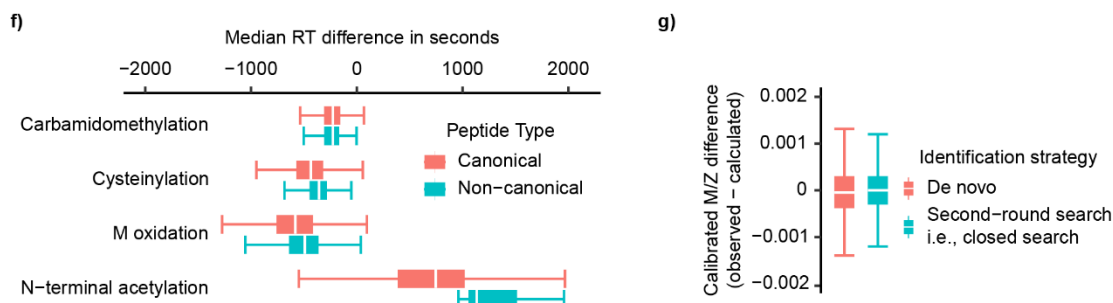 f)
Median RT difference in seconds
−2000 −1000 0 1000 2000
Carbamidomethylation
Cysteinylation
M oxidation
N−terminal acetylation
Peptide Type
Canonical
Non−canonical
g)
Calibrated M/Z difference
(observed − calculated)
0.002
0.001
0
−0.001
−0.002
Identification strategy
De novo
Second−round search
i.e., closed search